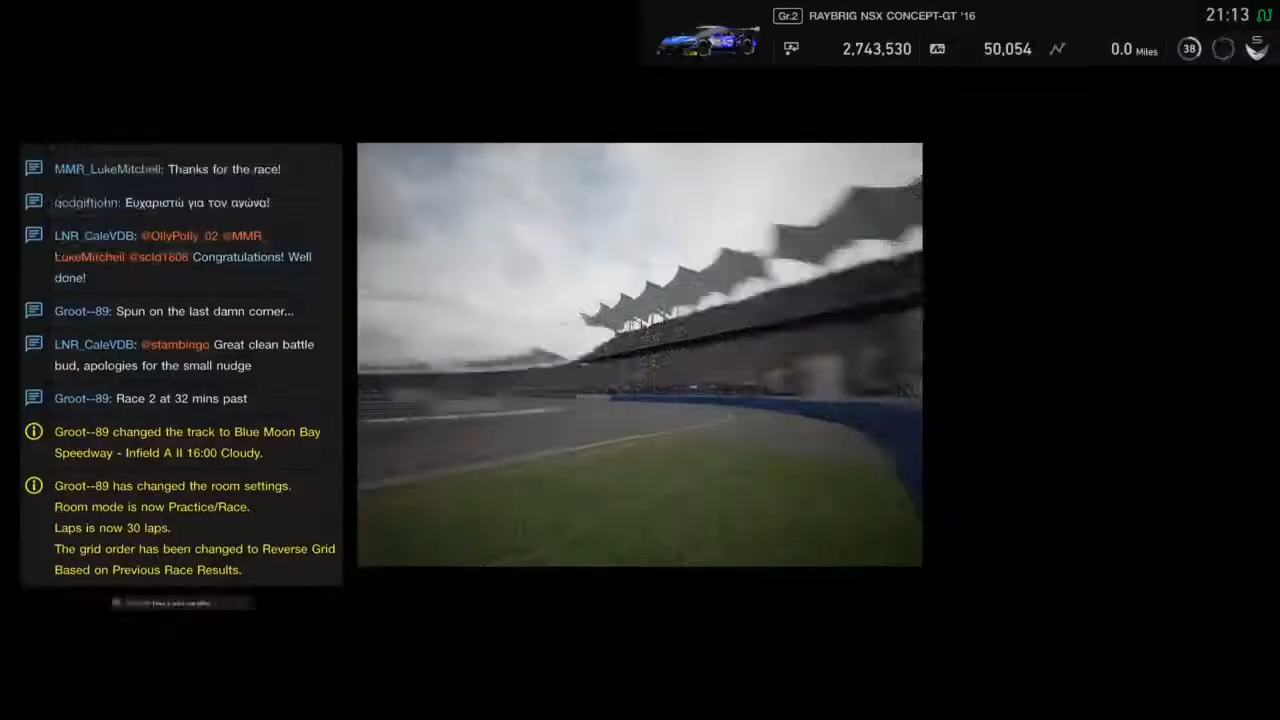 Gr.2 RAYBRIG NSX CONCEPT-GT '16
21:13
2,743,530 50,054 0.0 Miles 38 S
MMR_LukeMitchell: Thanks for the race!
godgiftjohn: Ευχαριστώ για τον αγώνα!
LNR_CaleVDB: @OllyPolly_02 @MMR_
LukeMitchell @scld1808 Congratulations! Well
done!
Groot--89: Spun on the last damn corner...
LNR_CaleVDB: @stambingo Great clean battle
bud, apologies for the small nudge
Groot--89: Race 2 at 32 mins past
Groot--89 changed the track to Blue Moon Bay
Speedway - Infield A II 16:00 Cloudy.
Groot--89 has changed the room settings.
Room mode is now Practice/Race.
Laps is now 30 laps.
The grid order has been changed to Reverse Grid
Based on Previous Race Results.